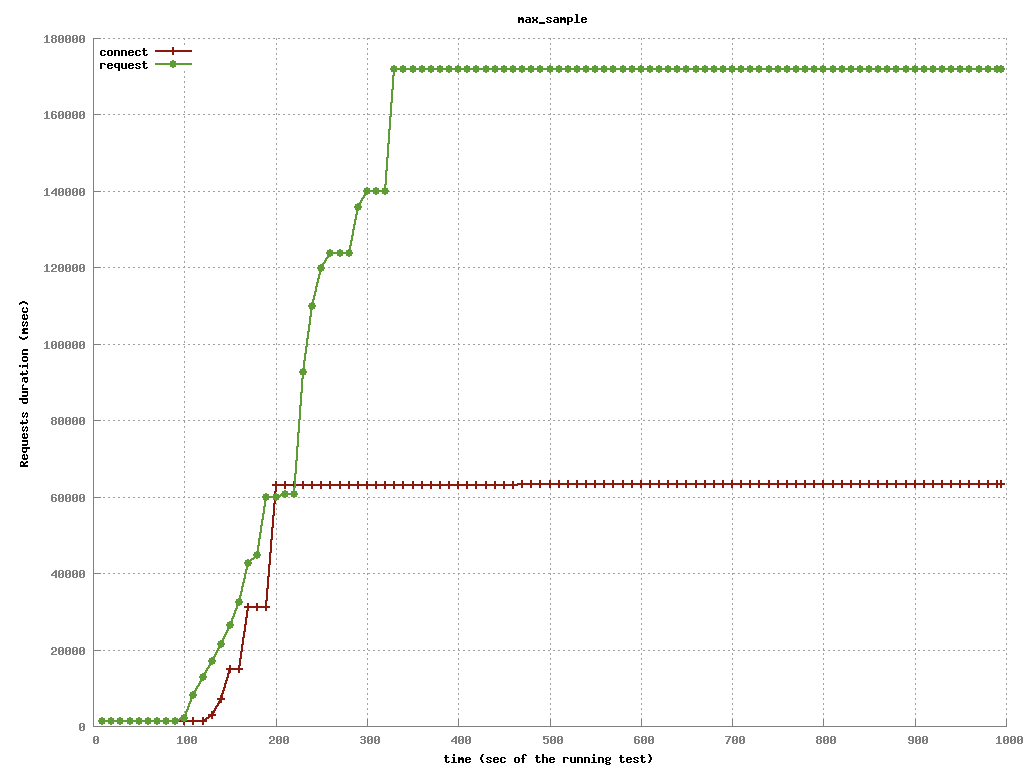 max_sample
180000
connect
request
160000
140000
120000
100000
80000
60000
40000
20000
0
Requests duration (msec)
0 100 200 300 400 500 600 700 800 900 1000
time (sec of the running test)